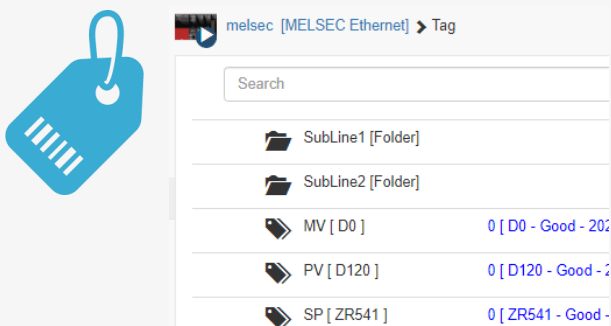 melsec [MELSEC Ethernet] > Tag
Search
SubLine1 [Folder]
SubLine2 [Folder]
MV [ D0 ] 0 [ D0 - Good - 202
PV [ D120 ] 0 [ D120 - Good - 2
SP [ ZR541 ] 0 [ ZR541 - Good -